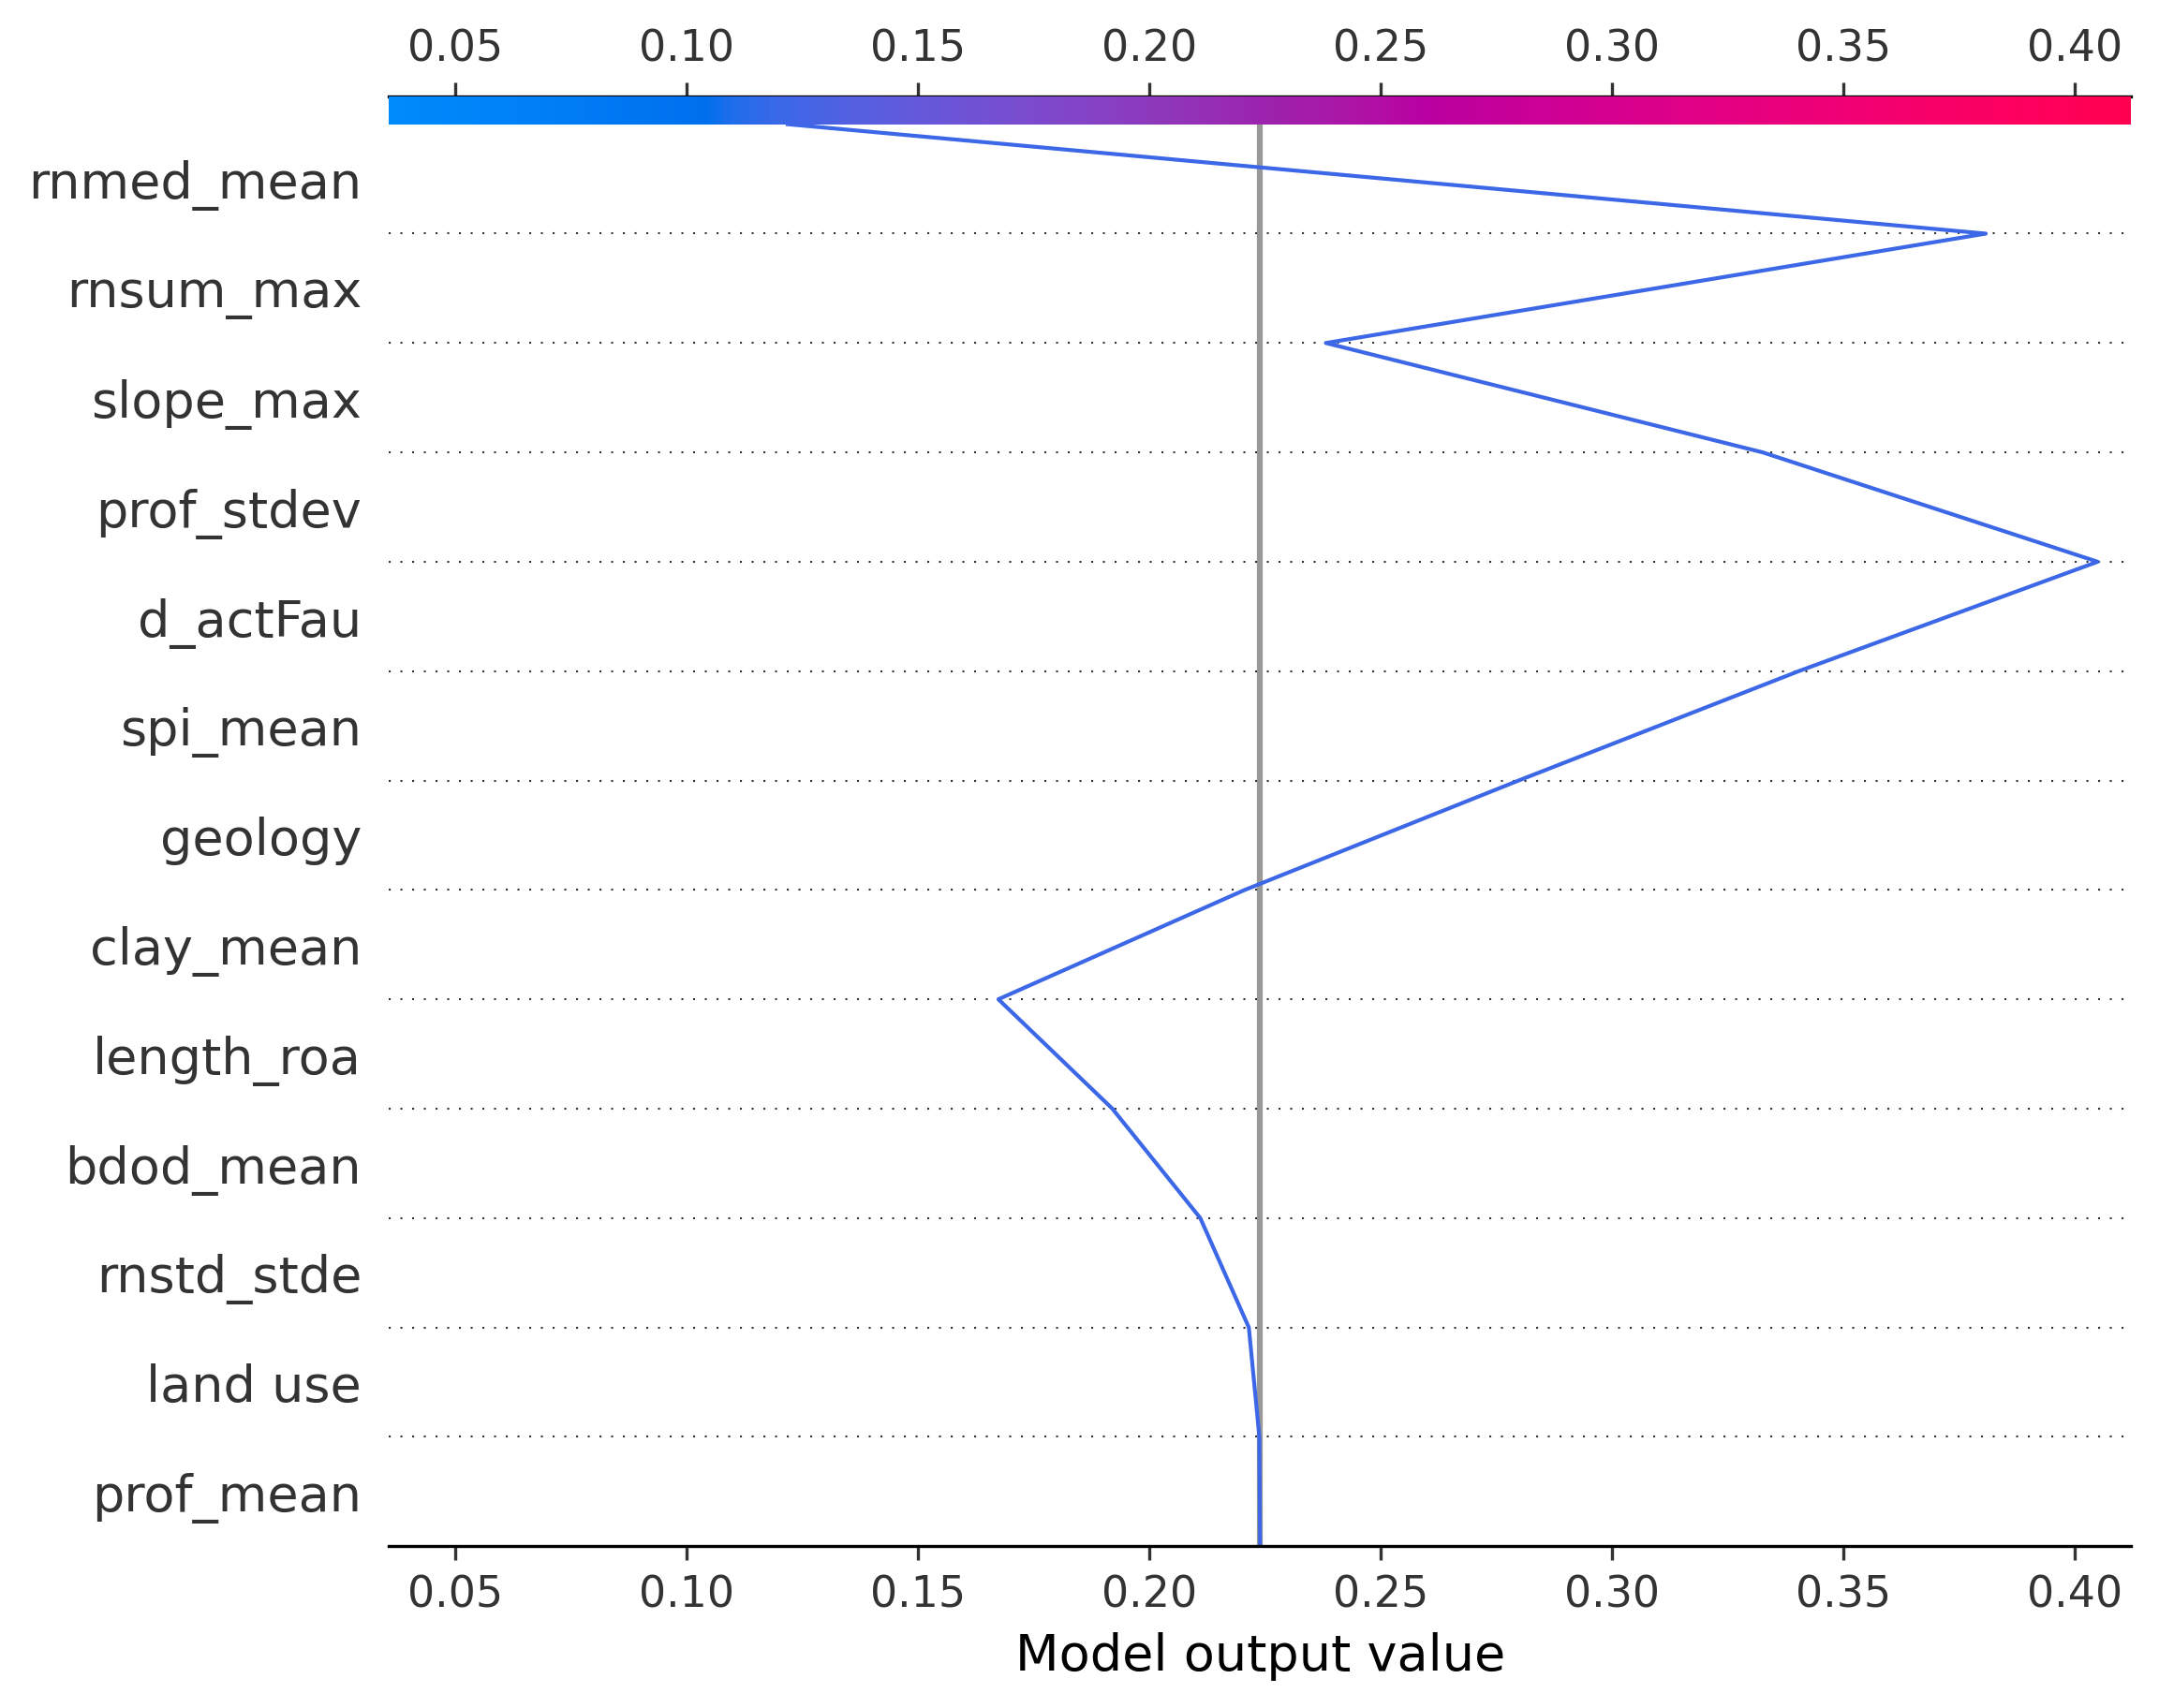 0.05 0.10 0.15 0.20 0.25 0.30 0.35 0.40
rnmed_mean
rnsum_max
slope_max
prof_stdev
d_actFau
spi_mean
geology
clay_mean
length_roa
bdod_mean
rnstd_stde
land use
prof_mean
0.05 0.10 0.15 0.20 0.25 0.30 0.35 0.40
Model output value